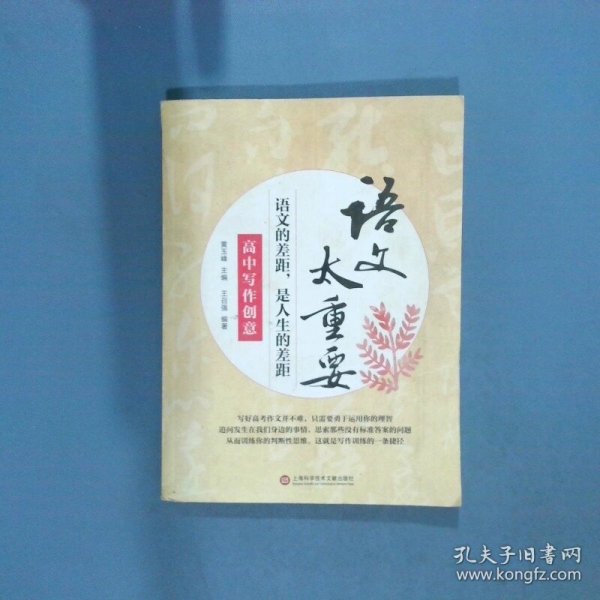 语文
太重要
语文的差距，是人生的差距
高中写作创意
黄玉峰 主编 王召强 编著
写好高考作文并不难，只需要勇于运用你的理智
追问发生在我们身边的事情，思索那些没有标准答案的问题
从而训练你的判断性思维。这就是写作训练的一条捷径
上海科学技术文献出版社
孔夫子旧书网
www.kongfz.com